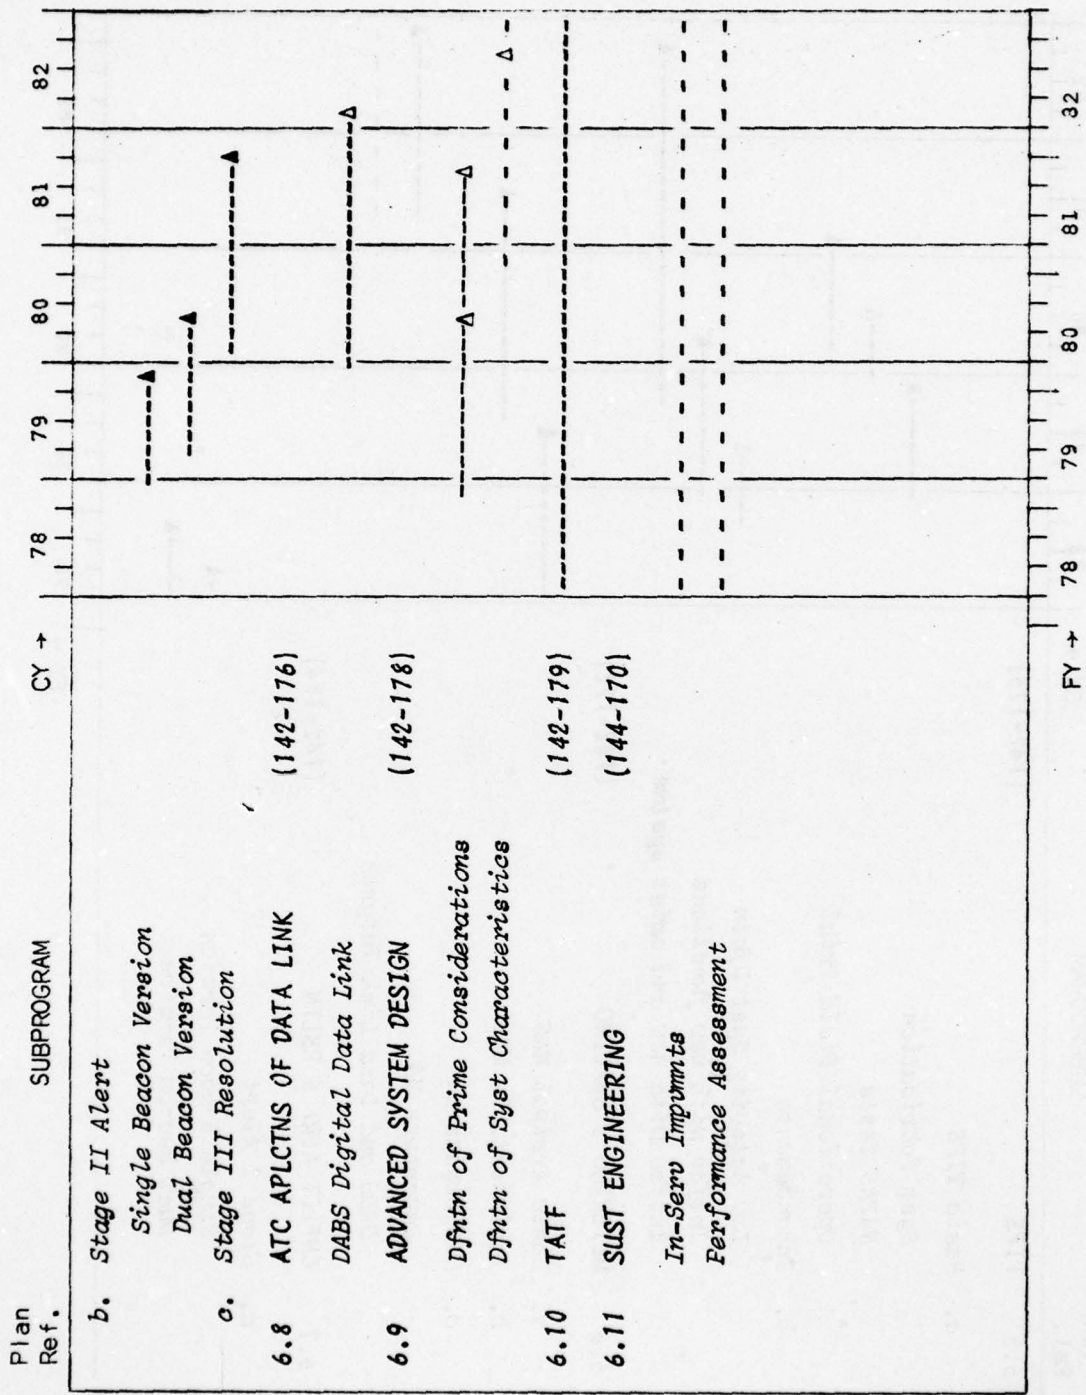 Plan
Ref. SUBPROGRAM CY → 78 79 80 81 82
b. Stage II Alert
Single Beacon Version
Dual Beacon Version
c. Stage III Resolution
6.8 ATC APLCTNS OF DATA LINK (142-176)
DABS Digital Data Link
6.9 ADVANCED SYSTEM DESIGN (142-178)
Dfntn of Prime Considerations
Dfntn of Syst Characteristics
6.10 TATF (142-179)
6.11 SUST ENGINEERING (144-170)
In-Serv Impvmnts
Performance Assessment
FY → 78 79 80 81 32